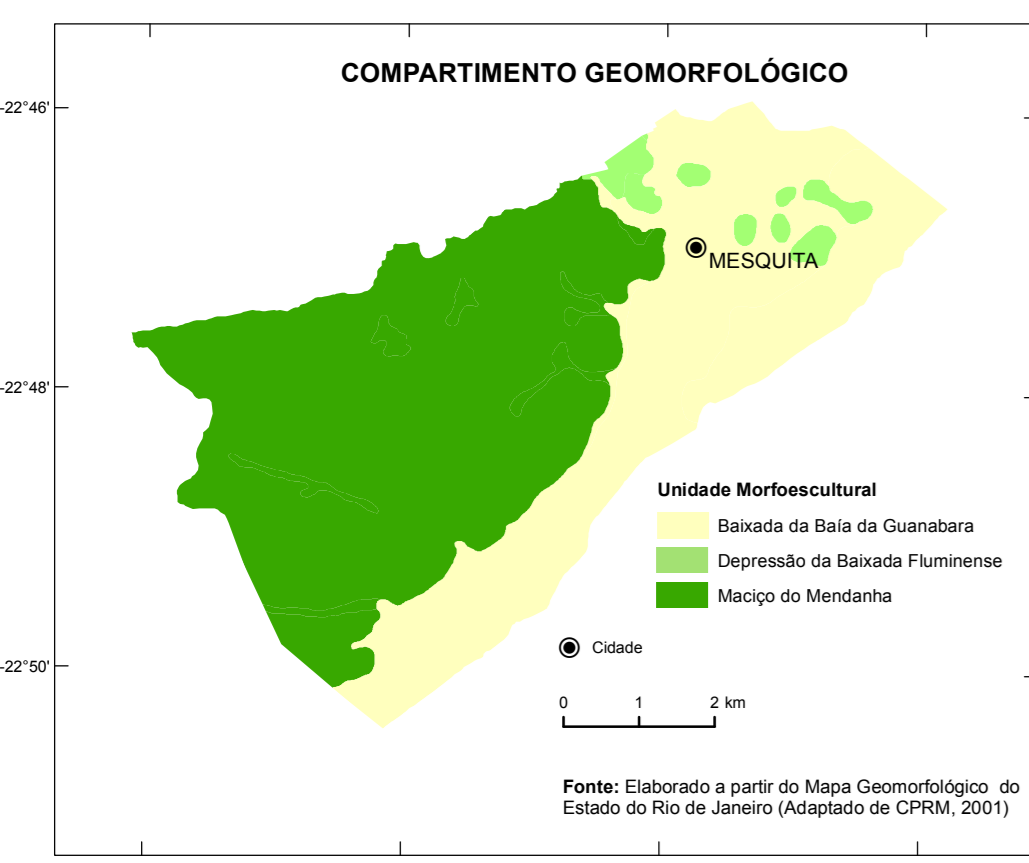 COMPARTIMENTO GEOMORFOLÓGICO
-22°46'
MESQUITA
-22°48'
Unidade Morfoescultural
Baixada da Baía da Guanabara
Depressão da Baixada Fluminense
Maciço do Mendanha
Cidade
-22°50'
0 1 2 km
Fonte: Elaborado a partir do Mapa Geomorfológico do
Estado do Rio de Janeiro (Adaptado de CPRM, 2001)